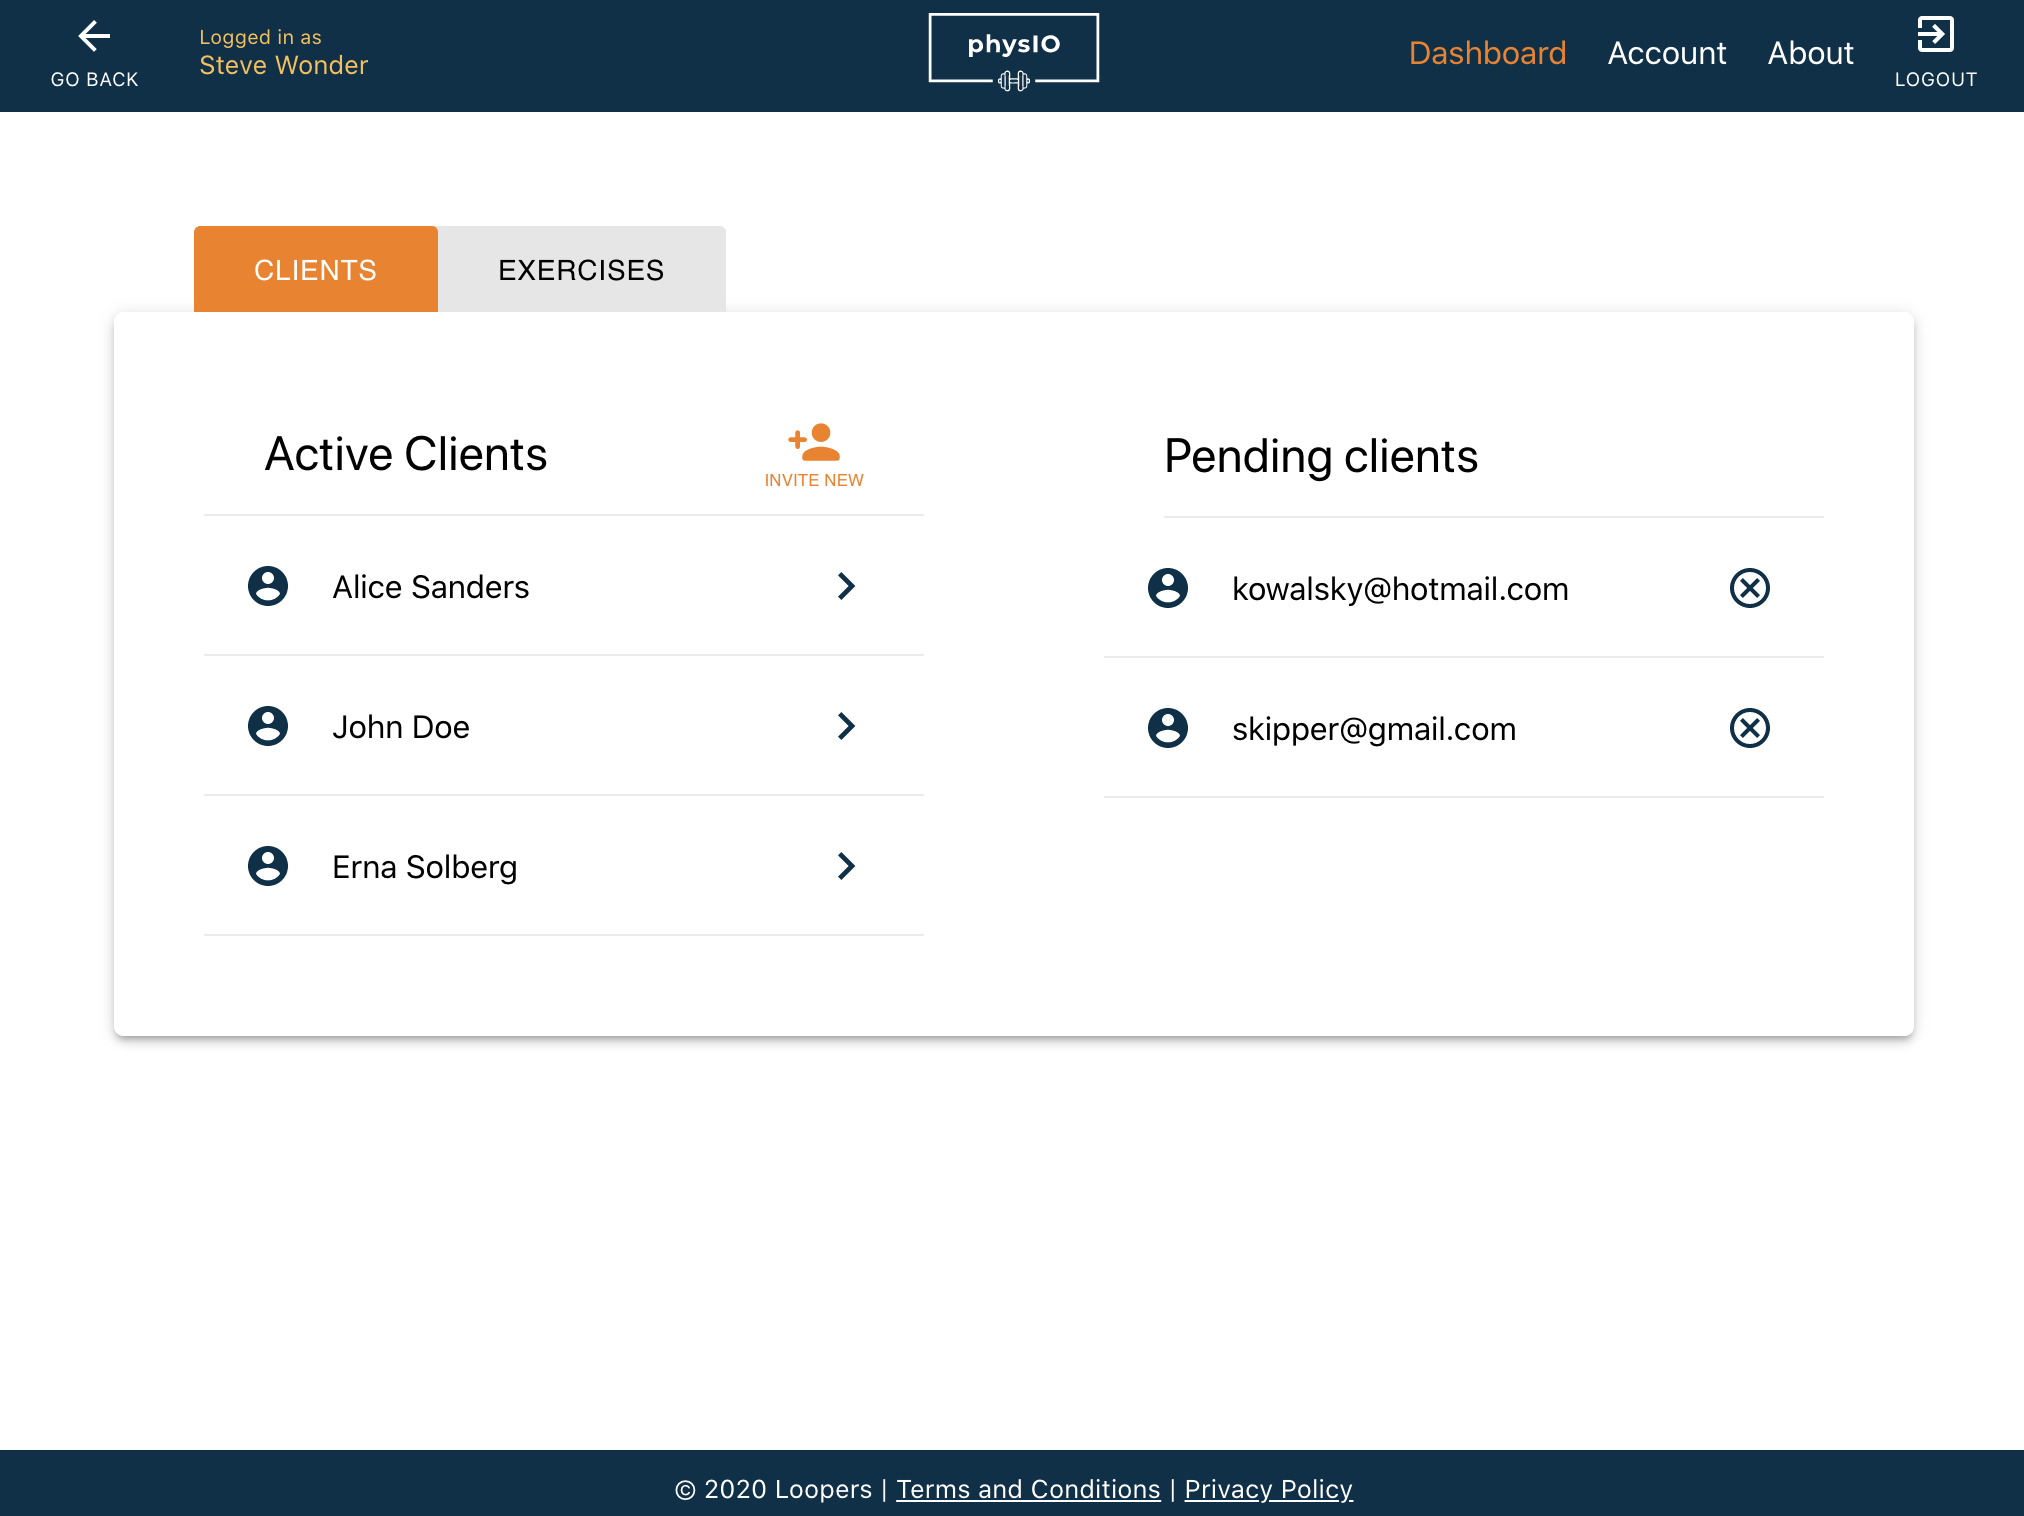 GO BACK
Logged in as
Steve Wonder
physIO
Dashboard Account About
LOGOUT
CLIENTS EXERCISES
Active Clients
INVITE NEW
Alice Sanders
John Doe
Erna Solberg
Pending clients
kowalsky@hotmail.com
skipper@gmail.com
© 2020 Loopers | Terms and Conditions | Privacy Policy